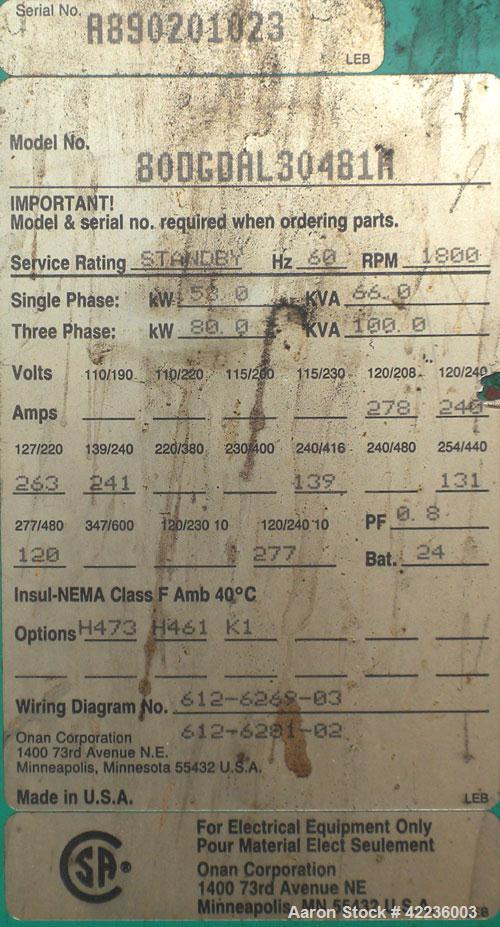 Serial No. A890201023
LEB
Model No. 80DGDAL30481A
IMPORTANT!
Model & serial no. required when ordering parts.
Service Rating STANDBY Hz 60 RPM 1800
Single Phase: kW 53.0 KVA 66.0
Three Phase: kW 80.0 KVA 100.0
Volts 110/190 110/220 115/200 115/230 120/208 120/240
Amps 278 240
127/220 139/240 220/380 230/400 240/416 240/480 254/440
263 241 139 131
277/480 347/600 120/230 10 120/240 10 PF 0.8
120 277 Bat. 24
Insul-NEMA Class F Amb 40°C
Options H473 H461 K1
Wiring Diagram No. 612-6269-03
612-6281-02
Onan Corporation
1400 73rd Avenue N.E.
Minneapolis, Minnesota 55432 U.S.A.
Made in U.S.A.
LEB
SA®
For Electrical Equipment Only
Pour Material Elect Seulement
Onan Corporation
1400 73rd Avenue NE
Minneapolis, MN 55432 U.S.A.
Aaron Stock # 42236003